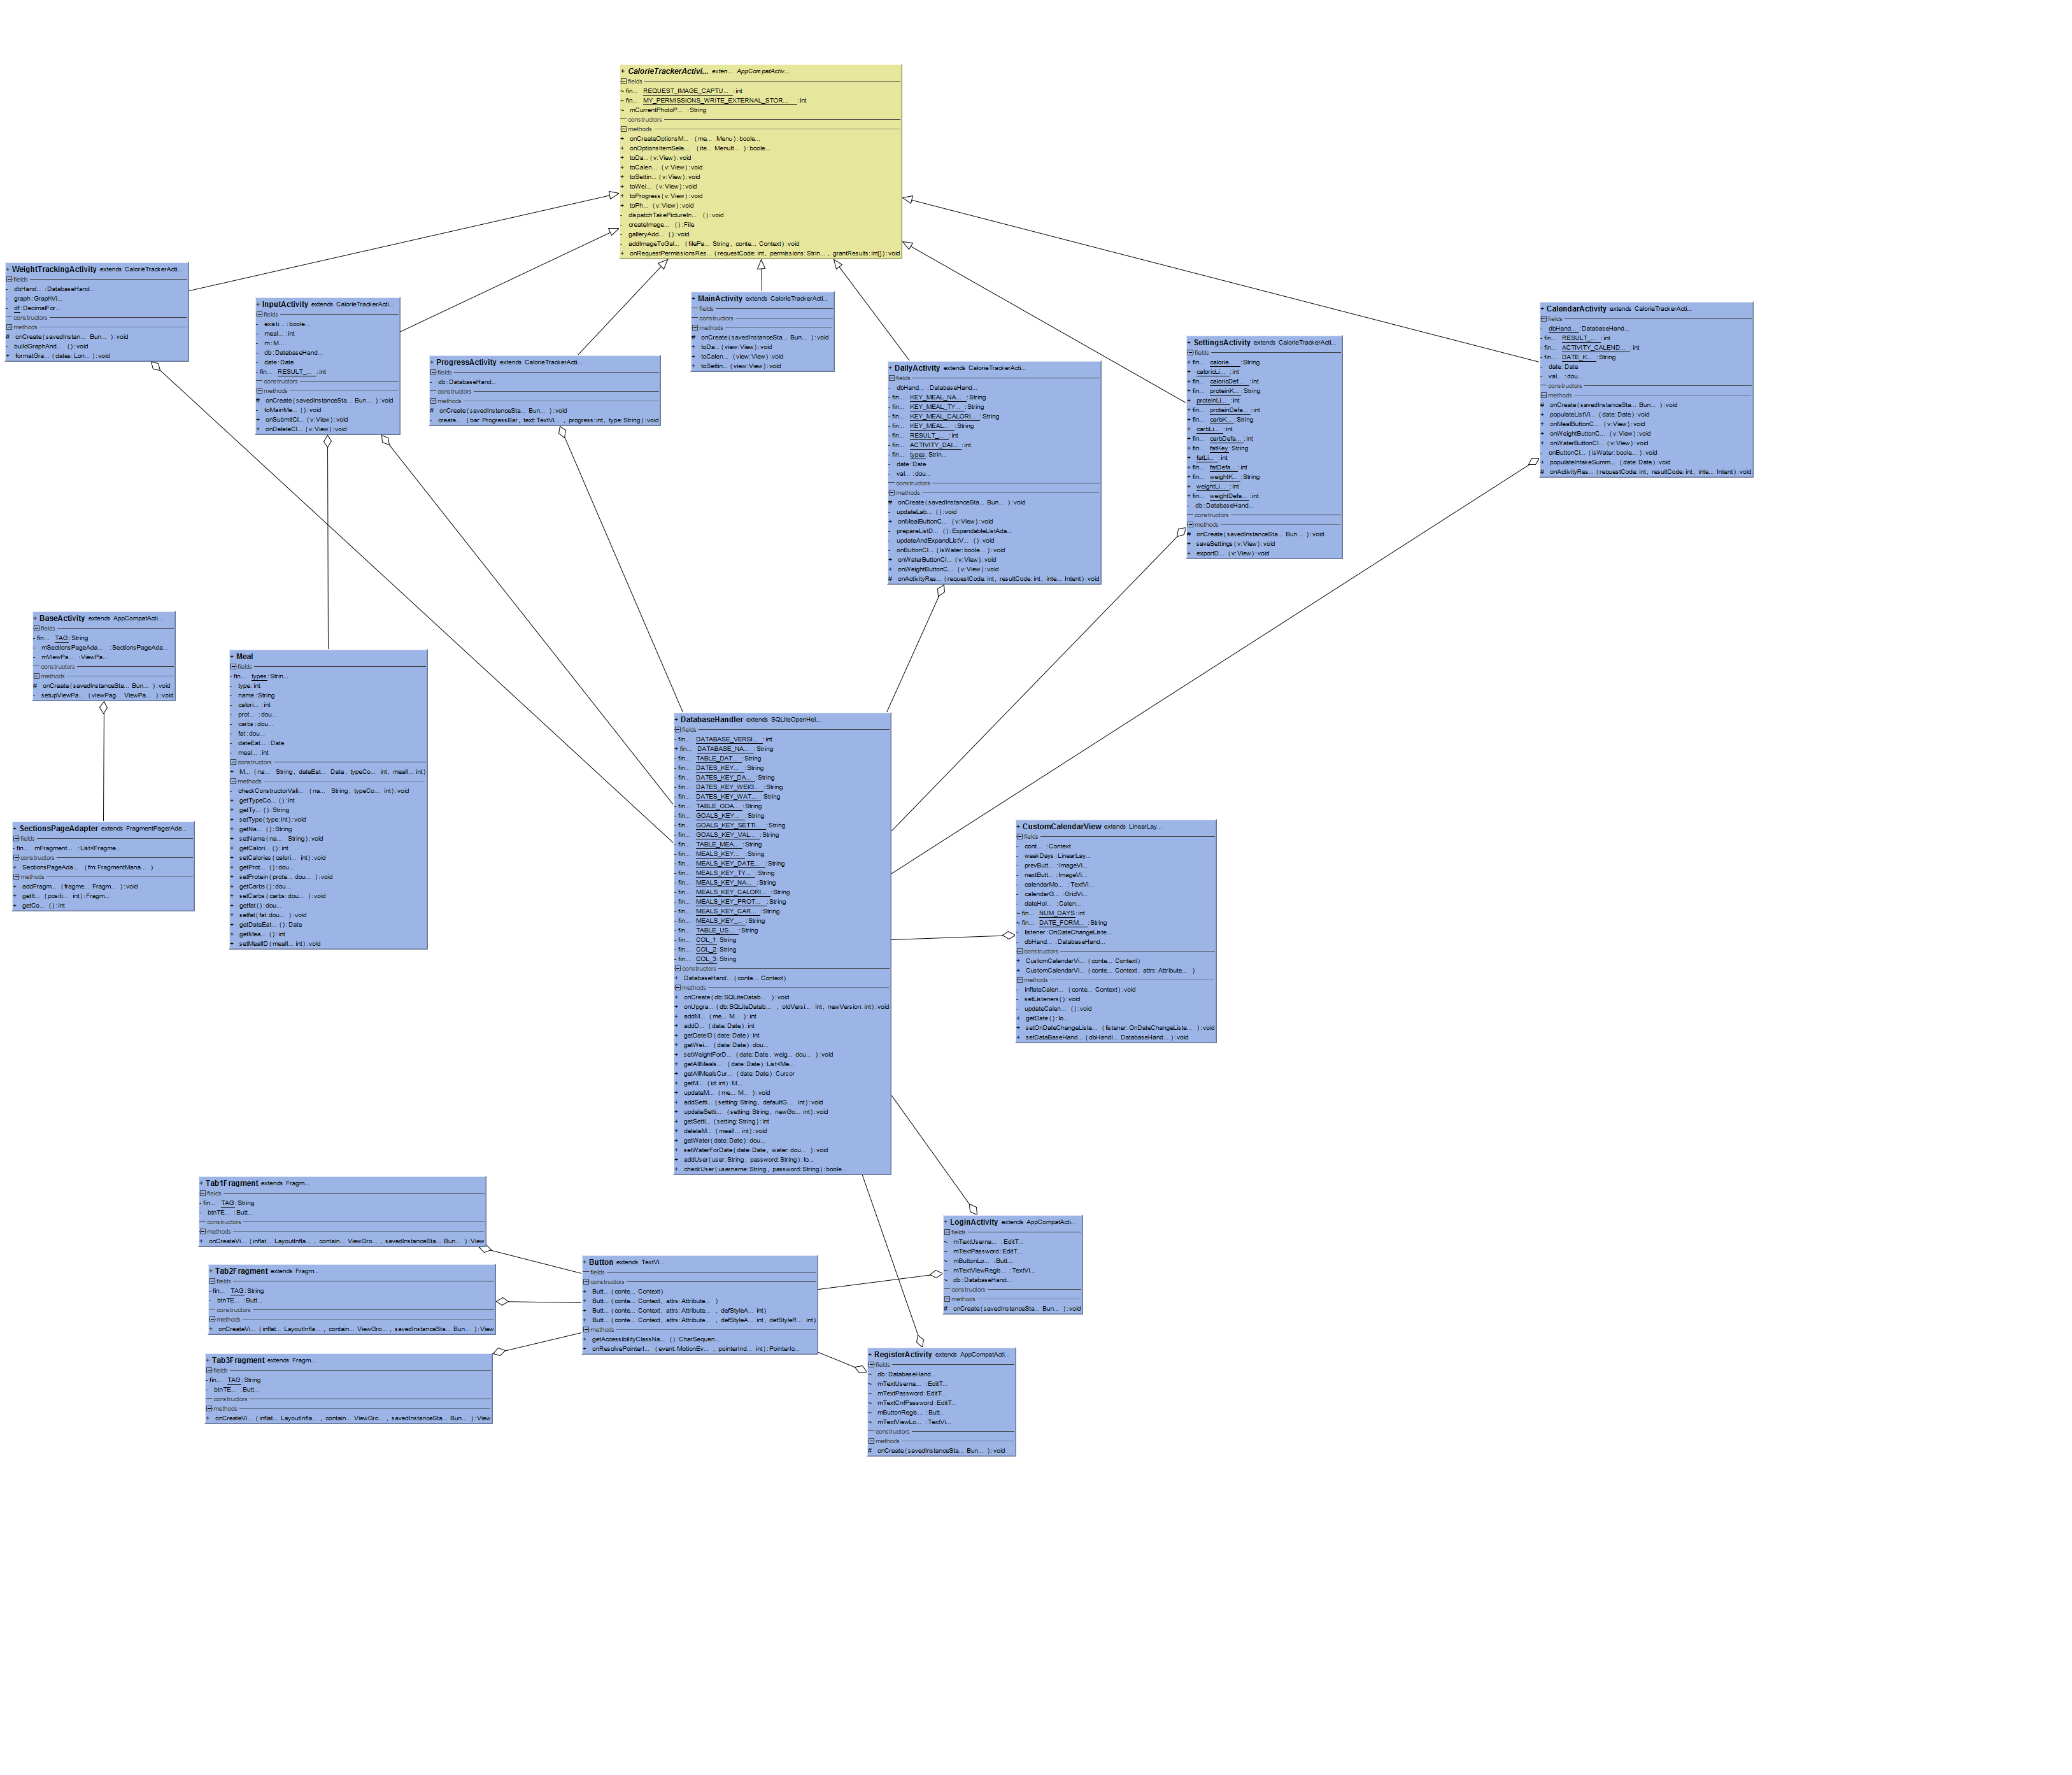 + CalorieTrackerActivi... exten... AppCompatActiv...
fields
~ fin... REQUEST_IMAGE_CAPTU... : int
~ fin... MY_PERMISSIONS_WRITE_EXTERNAL_STOR... : int
~ mCurrentPhotoP... : String
constructors
methods
+ onCreateOptionsM... ( me... Menu ) : boole...
+ onOptionsItemSele... ( ite... MenuIt... ) : boole...
+ toDa... ( v: View ) : void
+ toCalen... ( v: View ) : void
+ toSettin... ( v: View ) : void
+ toWei... ( v: View ) : void
+ toProgress ( v: View ) : void
+ toPh... ( v: View ) : void
- dispatchTakePictureIn... ( ) : void
- createImage... ( ) : File
- galleryAdd... ( ) : void
- addImageToGal... ( filePa... String, conte... Context ) : void
+ onRequestPermissionsRes... ( requestCode: int, permissions: Strin... , grantResults: int[] ) : void
+ WeightTrackingActivity extends CalorieTrackerActi...
fields
- dbHand... : DatabaseHand...
- graph : GraphVi...
- df : DecimalFor...
constructors
methods
# onCreate ( savedInstan... Bun... ) : void
- buildGraphAnd... ( ) : void
+ formatGra... ( dates: Lon... ) : void
+ InputActivity extends CalorieTrackerActi...
fields
- existi... : boole...
- meal... : int
- m : M...
- db : DatabaseHand...
- date : Date
- fin... RESULT_... : int
constructors
methods
# onCreate ( savedInstanceSta... Bun... ) : void
- toMainMe... ( ) : void
+ onSubmitCl... ( v: View ) : void
+ onDeleteCl... ( v: View ) : void
+ ProgressActivity extends CalorieTrackerActi...
fields
- db : DatabaseHand...
constructors
methods
# onCreate ( savedInstanceSta... Bun... ) : void
- create... ( bar: ProgressBar, text: TextVi... , progress: int, type: String ) : void
+ MainActivity extends CalorieTrackerActi...
fields
constructors
methods
# onCreate ( savedInstanceSta... Bun... ) : void
+ toDa... ( view: View ) : void
+ toCalen... ( view: View ) : void
+ toSettin... ( view: View ) : void
+ DailyActivity extends CalorieTrackerActi...
fields
- dbHand... : DatabaseHand...
- fin... KEY_MEAL_NA... : String
- fin... KEY_MEAL_TY... : String
- fin... KEY_MEAL_CALORI... : String
- fin... KEY_MEAL... : String
- fin... RESULT_... : int
- fin... ACTIVITY_DAI... : int
- fin... types : Strin...
- date : Date
- val... : dou...
constructors
methods
# onCreate ( savedInstanceSta... Bun... ) : void
- updateLab... ( ) : void
+ onMealButtonC... ( v: View ) : void
- prepareListD... ( ) : ExpandableListAda...
- updateAndExpandListV... ( ) : void
- onButtonCl... ( isWater: boole... ) : void
+ onWaterButtonCl... ( v: View ) : void
+ onWeightButtonC... ( v: View ) : void
# onActivityRes... ( requestCode: int, resultCode: int, inte... Intent ) : void
+ SettingsActivity extends CalorieTrackerActi...
fields
+ fin... calorie... : String
+ caloricLi... : int
+ fin... caloricDef... : int
+ fin... proteinK... : String
+ proteinLi... : int
+ fin... proteinDefa... : int
+ fin... carbK... : String
+ carbLi... : int
+ fin... carbDefa... : int
+ fin... fatKey : String
+ fatLi... : int
+ fin... fatDefa... : int
+ fin... weightK... : String
+ weightLi... : int
+ fin... weightDefa... : int
- db : DatabaseHand...
constructors
methods
# onCreate ( savedInstanceSta... Bun... ) : void
+ saveSettings ( v: View ) : void
+ exportD... ( v: View ) : void
+ CalendarActivity extends CalorieTrackerActi...
fields
- dbHand... : DatabaseHand...
- fin... RESULT_... : int
- fin... ACTIVITY_CALEND... : int
- fin... DATE_K... : String
- date : Date
- val... : dou...
constructors
methods
# onCreate ( savedInstanceSta... Bun... ) : void
+ populateListVi... ( date: Date ) : void
+ onMealButtonC... ( v: View ) : void
+ onWeightButtonC... ( v: View ) : void
+ onWaterButtonCl... ( v: View ) : void
- onButtonCl... ( isWater: boole... ) : void
+ populateIntakeSumm... ( date: Date ) : void
# onActivityRes... ( requestCode: int, resultCode: int, inte... Intent ) : void
+ BaseActivity extends AppCompatActi...
fields
- fin... TAG : String
- mSectionsPageAda... : SectionsPageAda...
- mViewPa... : ViewPa...
constructors
methods
# onCreate ( savedInstanceSta... Bun... ) : void
- setupViewPa... ( viewPag... ViewPa... ) : void
+ Meal
fields
- fin... types : Strin...
- type : int
- name : String
- calori... : int
- prot... : dou...
- carbs : dou...
- fat : dou...
- dateEat... : Date
- meal... : int
constructors
+ M... ( na... String, dateEat... Date, typeCo... int, mealI... int )
methods
- checkConstructorVali... ( na... String, typeCo... int ) : void
+ getTypeCo... ( ) : int
+ getTy... ( ) : String
+ setType ( type: int ) : void
+ getNa... ( ) : String
+ setName ( na... String ) : void
+ getCalori... ( ) : int
+ setCalories ( calori... int ) : void
+ getProt... ( ) : dou...
+ setProtein ( prote... dou... ) : void
+ getCarbs ( ) : dou...
+ setCarbs ( carbs: dou... ) : void
+ getfat ( ) : dou...
+ setfat ( fat: dou... ) : void
+ getDateEat... ( ) : Date
+ getMea... ( ) : int
+ setMealID ( mealI... int ) : void
+ SectionsPageAdapter extends FragmentPagerAda...
fields
- fin... mFragment... : List<Fragme...
constructors
+ SectionsPageAda... ( fm: FragmentMana... )
methods
+ addFragm... ( fragme... Fragm... ) : void
+ getIt... ( positi... int ) : Fragm...
+ getCo... ( ) : int
+ DatabaseHandler extends SQLiteOpenHel...
fields
- fin... DATABASE_VERSI... : int
+ fin... DATABASE_NA... : String
- fin... TABLE_DAT... : String
- fin... DATES_KEY... : String
- fin... DATES_KEY_DA... : String
- fin... DATES_KEY_WEIG... : String
- fin... DATES_KEY_WAT... : String
- fin... TABLE_GOA... : String
- fin... GOALS_KEY... : String
- fin... GOALS_KEY_SETTI... : String
- fin... GOALS_KEY_VAL... : String
- fin... TABLE_MEA... : String
- fin... MEALS_KEY... : String
- fin... MEALS_KEY_DATE... : String
- fin... MEALS_KEY_TY... : String
- fin... MEALS_KEY_NA... : String
- fin... MEALS_KEY_CALORI... : String
- fin... MEALS_KEY_PROT... : String
- fin... MEALS_KEY_CAR... : String
- fin... MEALS_KEY_... : String
- fin... TABLE_US... : String
- fin... COL_1 : String
- fin... COL_2 : String
- fin... COL_3 : String
constructors
+ DatabaseHand... ( conte... Context )
methods
+ onCreate ( db: SQLiteDatab... ) : void
+ onUpgra... ( db: SQLiteDatab... , oldVersi... int, newVersion: int ) : void
+ addM... ( me... M... ) : int
+ addD... ( date: Date ) : int
+ getDateID ( date: Date ) : int
+ getWei... ( date: Date ) : dou...
+ setWeightForD... ( date: Date, weig... dou... ) : void
+ getAllMeals... ( date: Date ) : List<Me...
+ getAllMealsCur... ( date: Date ) : Cursor
+ getM... ( id: int ) : M...
+ updateM... ( me... M... ) : void
+ addSetti... ( setting: String, defaultG... int ) : void
+ updateSetti... ( setting: String, newGo... int ) : void
+ getSetti... ( setting: String ) : int
+ deleteM... ( mealI... int ) : void
+ getWater ( date: Date ) : dou...
+ setWaterForDate ( date: Date, water: dou... ) : void
+ addUser ( user: String, password: String ) : lo...
+ checkUser ( username: String, password: String ) : boole...
+ CustomCalendarView extends LinearLay...
fields
- cont... : Context
- weekDays : LinearLay...
- prevButt... : ImageVi...
- nextButt... : ImageVi...
- calendarMo... : TextVi...
- calendarG... : GridVi...
- dateHol... : Calen...
~ fin... NUM_DAYS : int
~ fin... DATE_FORM... : String
- listener : OnDateChangeListe...
- dbHand... : DatabaseHand...
constructors
+ CustomCalendarVi... ( conte... Context )
+ CustomCalendarVi... ( conte... Context, attrs: Attribute... )
methods
- inflateCalen... ( conte... Context ) : void
- setListeners ( ) : void
- updateCalen... ( ) : void
+ getDate ( ) : lo...
+ setOnDateChangeListe... ( listener: OnDateChangeListe... ) : void
+ setDataBaseHand... ( dbHandl... DatabaseHand... ) : void
+ Tab1Fragment extends Fragm...
fields
- fin... TAG : String
- btnTE... : Butt...
constructors
methods
+ onCreateVi... ( inflat... LayoutInfla... , contain... ViewGro... , savedInstanceSta... Bun... ) : View
+ Tab2Fragment extends Fragm...
fields
- fin... TAG : String
- btnTE... : Butt...
constructors
methods
+ onCreateVi... ( inflat... LayoutInfla... , contain... ViewGro... , savedInstanceSta... Bun... ) : View
+ Tab3Fragment extends Fragm...
fields
- fin... TAG : String
- btnTE... : Butt...
constructors
methods
+ onCreateVi... ( inflat... LayoutInfla... , contain... ViewGro... , savedInstanceSta... Bun... ) : View
+ Button extends TextVi...
fields
constructors
+ Butt... ( conte... Context )
+ Butt... ( conte... Context, attrs: Attribute... )
+ Butt... ( conte... Context, attrs: Attribute... , defStyleA... int )
+ Butt... ( conte... Context, attrs: Attribute... , defStyleA... int, defStyleR... int )
methods
+ getAccessibilityClassNa... ( ) : CharSequen...
+ onResolvePointerI... ( event: MotionEv... , pointerInd... int ) : PointerIc...
+ LoginActivity extends AppCompatActi...
fields
~ mTextUserna... : EditT...
~ mTextPassword : EditT...
~ mButtonLo... : Butt...
~ mTextViewRegis... : TextVi...
~ db : DatabaseHand...
constructors
methods
# onCreate ( savedInstanceSta... Bun... ) : void
+ RegisterActivity extends AppCompatActi...
fields
~ db : DatabaseHand...
~ mTextUserna... : EditT...
~ mTextPassword : EditT...
~ mTextCnfPassword : EditT...
~ mButtonRegis... : Butt...
~ mTextViewLo... : TextVi...
constructors
methods
# onCreate ( savedInstanceSta... Bun... ) : void